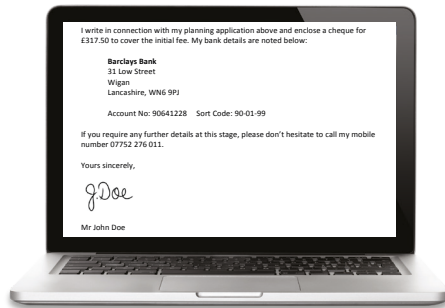 I write in connection with my planning application above and enclose a cheque for
£317.50 to cover the initial fee. My bank details are noted below:
Barclays Bank
31 Low Street
Wigan
Lancashire, WN6 9PJ
Account No: 90641228 Sort Code: 90-01-99
If you require any further details at this stage, please don't hesitate to call my mobile
number 07752 276 011.
Yours sincerely,
J.Doe
Mr John Doe